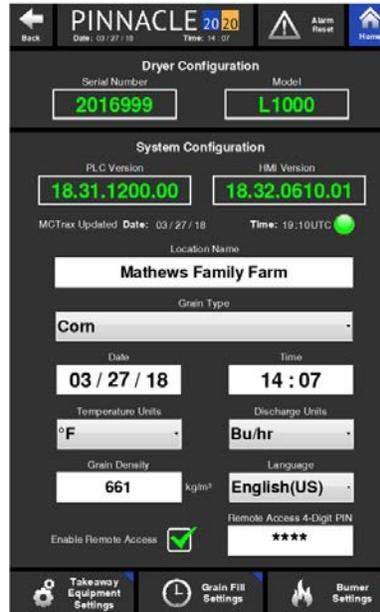 Back
PINNACLE 2020
Date: 03/27/18 Time: 14:07
Alarm Reset
Home
Dryer Configuration
Serial Number Model
2016999 L1000
System Configuration
PLC Version HMI Version
18.31.1200.00 18.32.0610.01
MCTrax Updated Date: 03/27/18 Time: 19:10UTC
Location Name
Mathews Family Farm
Grain Type
Corn
Date Time
03 / 27 / 18 14 : 07
Temperature Units Discharge Units
°F Bu/hr
Grain Density Language
661 kg/m³ English(US)
Remote Access 4-Digit PIN
Enable Remote Access ****
Takeaway Equipment Settings
Grain Fill Settings
Burner Settings